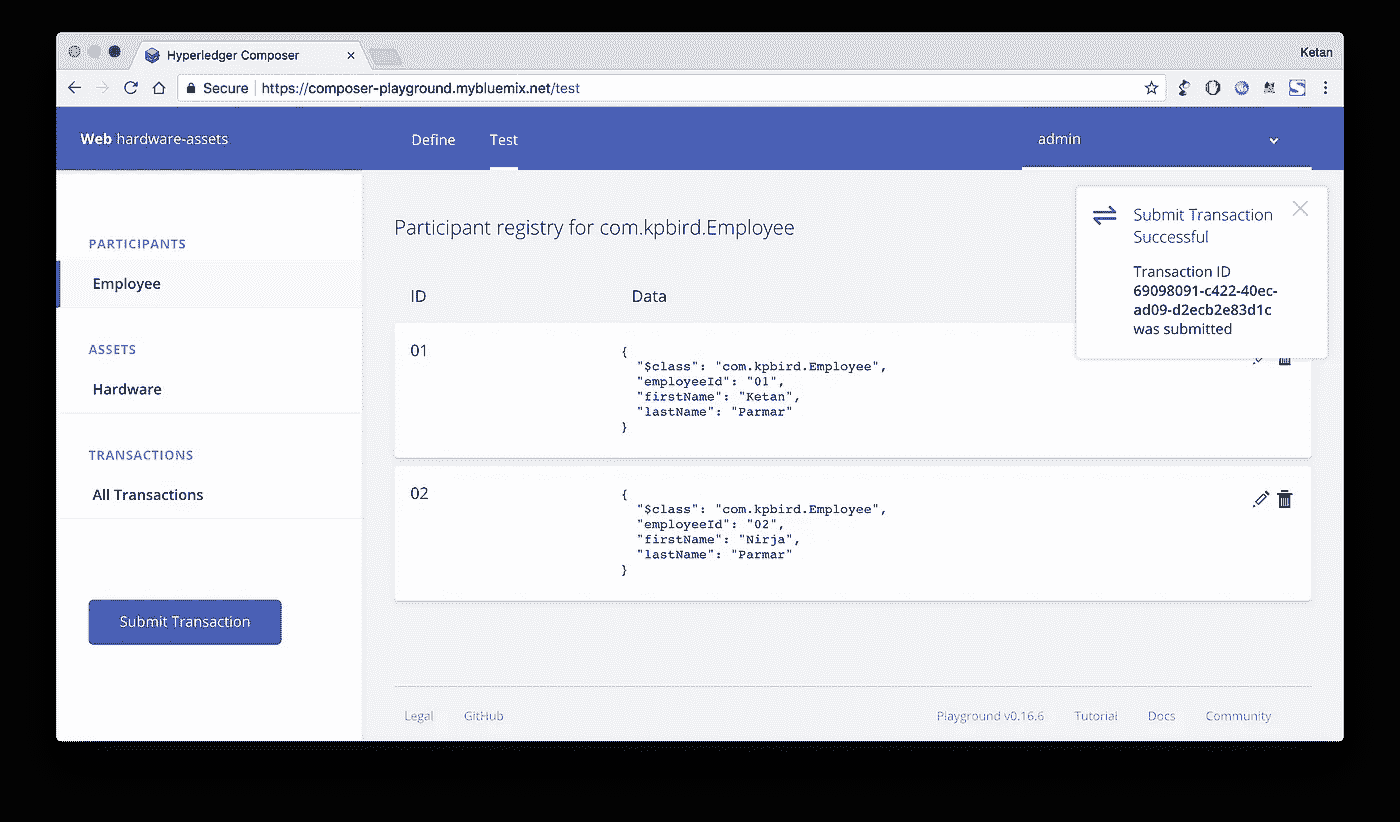 Hyperledger Composer
Ketan
Secure https://composer-playground.mybluemix.net/test
Web hardware-assets
Define
Test
admin
PARTICIPANTS
Employee
ASSETS
Hardware
TRANSACTIONS
All Transactions
Submit Transaction
Participant registry for com.kpbird.Employee
ID
Data
01
{
"$class": "com.kpbird.Employee",
"employeeId": "01",
"firstName": "Ketan",
"lastName": "Parmar"
}
02
{
"$class": "com.kpbird.Employee",
"employeeId": "02",
"firstName": "Nirja",
"lastName": "Parmar"
}
Submit Transaction
Successful
Transaction ID
69098091-c422-40ec-
ad09-d2ecb2e83d1c
was submitted
Legal
GitHub
Playground v0.16.6
Tutorial
Docs
Community